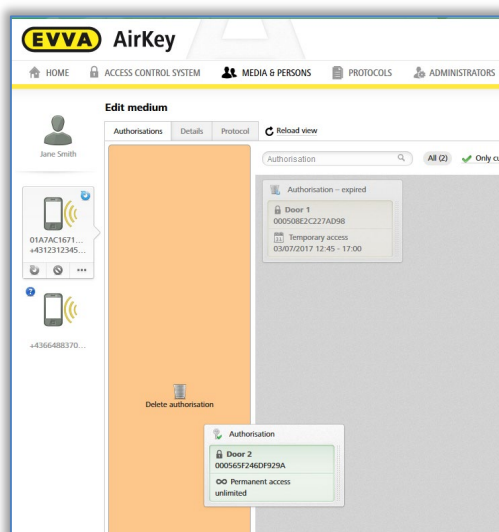 EVVA AirKey
HOME ACCESS CONTROL SYSTEM MEDIA & PERSONS PROTOCOLS ADMINISTRATORS
Edit medium
Authorisations Details Protocol Reload view
Jane Smith
Authorisation All (2) Only cu
Authorisation – expired
Door 1
000508E2C227AD98
Temporary access
03/07/2017 12:45 - 17:00
01A7AC1671...
+4312312345...
+4366488370...
Delete authorisation
Authorisation
Door 2
000565F246DF929A
Permanent access
unlimited